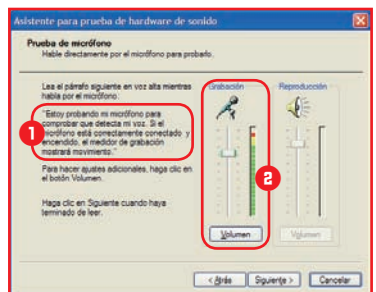 Asistente para prueba de hardware de sonido
Prueba de micrófono
Hable directamente por el micrófono para probarlo.
Lea el párrafo siguiente en voz alta mientras
habla por el micrófono.
"Estoy probando mi micrófono para
comprobar que detecta mi voz. Si el
micrófono está correctamente conectado y
encendido, el medidor de grabación
mostrará movimiento."
Para hacer ajustes adicionales, haga clic en
el botón Volumen.
Haga clic en Siguiente cuando haya
terminado de leer.
1
Grabación
Volumen
2
Reproducción
Volumen
< Atrás
Siguiente >
Cancelar